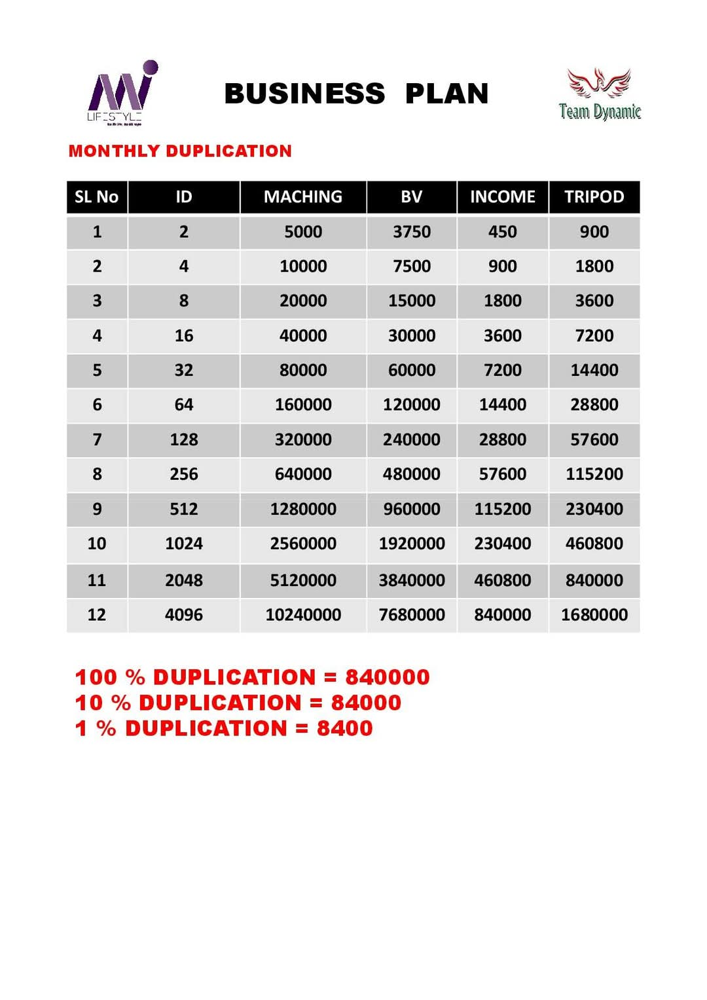 LIFESTYLE
BUSINESS PLAN
Team Dynamic
MONTHLY DUPLICATION
SL No ID MACHING BV INCOME TRIPOD
1 2 5000 3750 450 900
2 4 10000 7500 900 1800
3 8 20000 15000 1800 3600
4 16 40000 30000 3600 7200
5 32 80000 60000 7200 14400
6 64 160000 120000 14400 28800
7 128 320000 240000 28800 57600
8 256 640000 480000 57600 115200
9 512 1280000 960000 115200 230400
10 1024 2560000 1920000 230400 460800
11 2048 5120000 3840000 460800 840000
12 4096 10240000 7680000 840000 1680000
100 % DUPLICATION = 840000
10 % DUPLICATION = 84000
1 % DUPLICATION = 8400